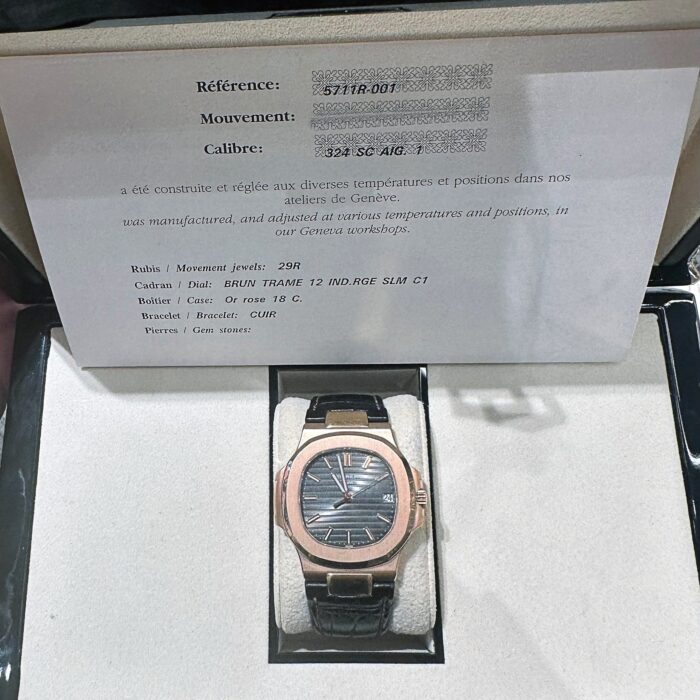 Référence: 5711R-001
Mouvement:
Calibre: 324 SC AIG. 1
a été construite et réglée aux diverses températures et positions dans nos
ateliers de Genève.
was manufactured, and adjusted at various temperatures and positions, in
our Geneva workshops.
Rubis / Movement jewels: 29R
Cadran / Dial: BRUN TRAME 12 IND.RGE SLM C1
Boîtier / Case: Or rose 18 C.
Bracelet / Bracelet: CUIR
Pierres / Gem stones: